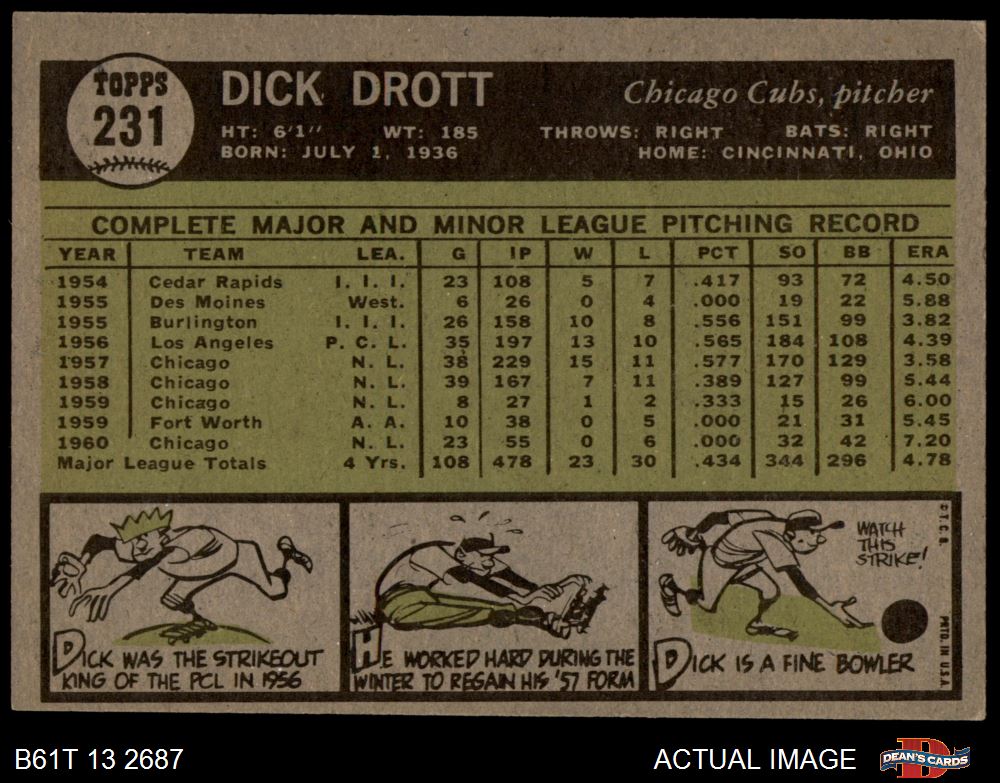 TOPPS
231
DICK DROTT
Chicago Cubs, pitcher
HT: 6'1" WT: 185 THROWS: RIGHT BATS: RIGHT
BORN: JULY 1, 1936 HOME: CINCINNATI, OHIO
COMPLETE MAJOR AND MINOR LEAGUE PITCHING RECORD
YEAR TEAM LEA. G IP W L PCT SO BB ERA
1954 Cedar Rapids I. I. I. 23 108 5 7 .417 93 72 4.50
1955 Des Moines West. 6 26 0 4 .000 19 22 5.88
1955 Burlington I. I. I. 26 158 10 8 .556 151 99 3.82
1956 Los Angeles P. C. L. 35 197 13 10 .565 184 108 4.39
1957 Chicago N. L. 38 229 15 11 .577 170 129 3.58
1958 Chicago N. L. 39 167 7 11 .389 127 99 5.44
1959 Chicago N. L. 8 27 1 2 .333 15 26 6.00
1959 Fort Worth A. A. 10 38 0 5 .000 21 31 5.45
1960 Chicago N. L. 23 55 0 6 .000 32 42 7.20
Major League Totals 4 Yrs. 108 478 23 30 .434 344 296 4.78
DICK WAS THE STRIKEOUT
KING OF THE PCL IN 1956
HE WORKED HARD DURING THE
WINTER TO REGAIN HIS '57 FORM
WATCH
THIS
STRIKE!
DICK IS A FINE BOWLER
© T. C. G. PRTD. IN U.S.A.
B61T 13 2687
ACTUAL IMAGE
DEAN'S CARDS